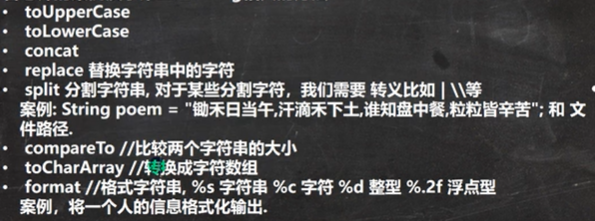 • toUpperCase
• toLowerCase
• concat
• replace 替换字符串中的字符
• split 分割字符串, 对于某些分割字符，我们需要 转义比如 | \\等
案例: String poem = "锄禾日当午,汗滴禾下土,谁知盘中餐,粒粒皆辛苦"; 和 文
件路径.
• compareTo //比较两个字符串的大小
• toCharArray //转换成字符数组
• format //格式字符串, %s 字符串 %c 字符 %d 整型 %.2f 浮点型
案例，将一个人的信息格式化输出.